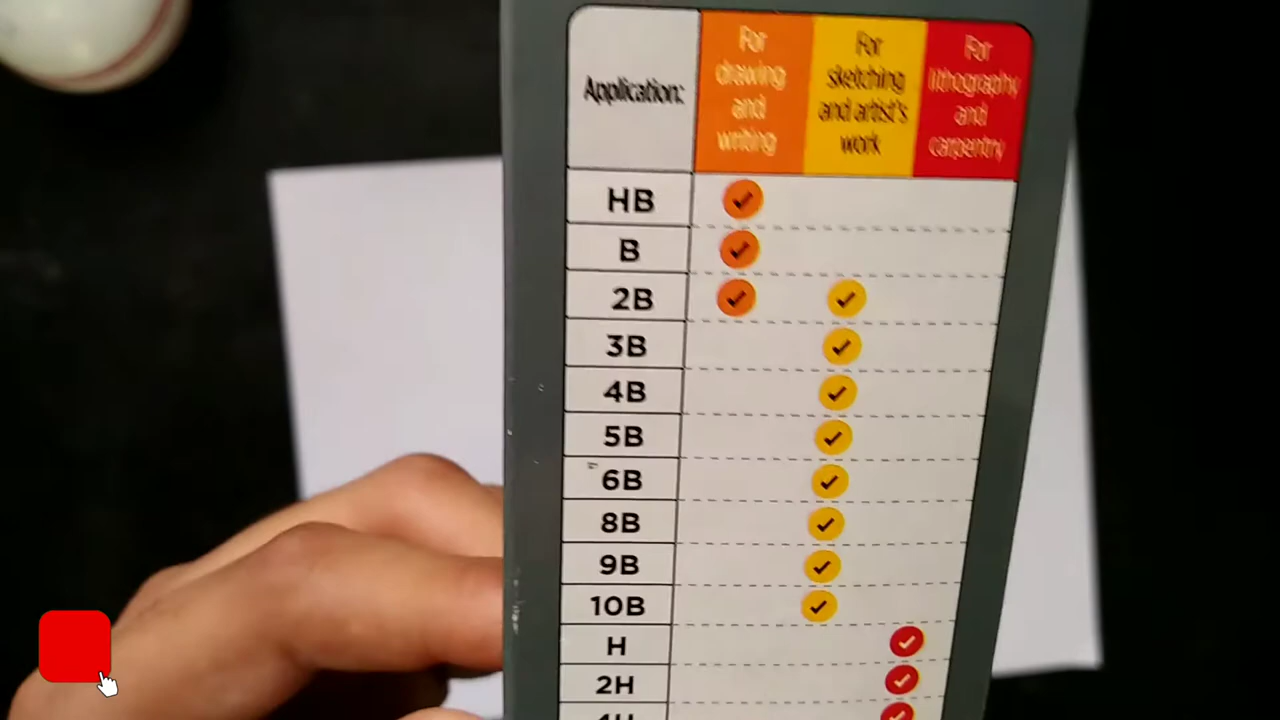 Application:
For
drawing
and
writing
For
sketching
and artist's
work
For
lithography
and
carpentry
HB
B
2B
3B
4B
5B
6B
8B
9B
10B
H
2H
4H